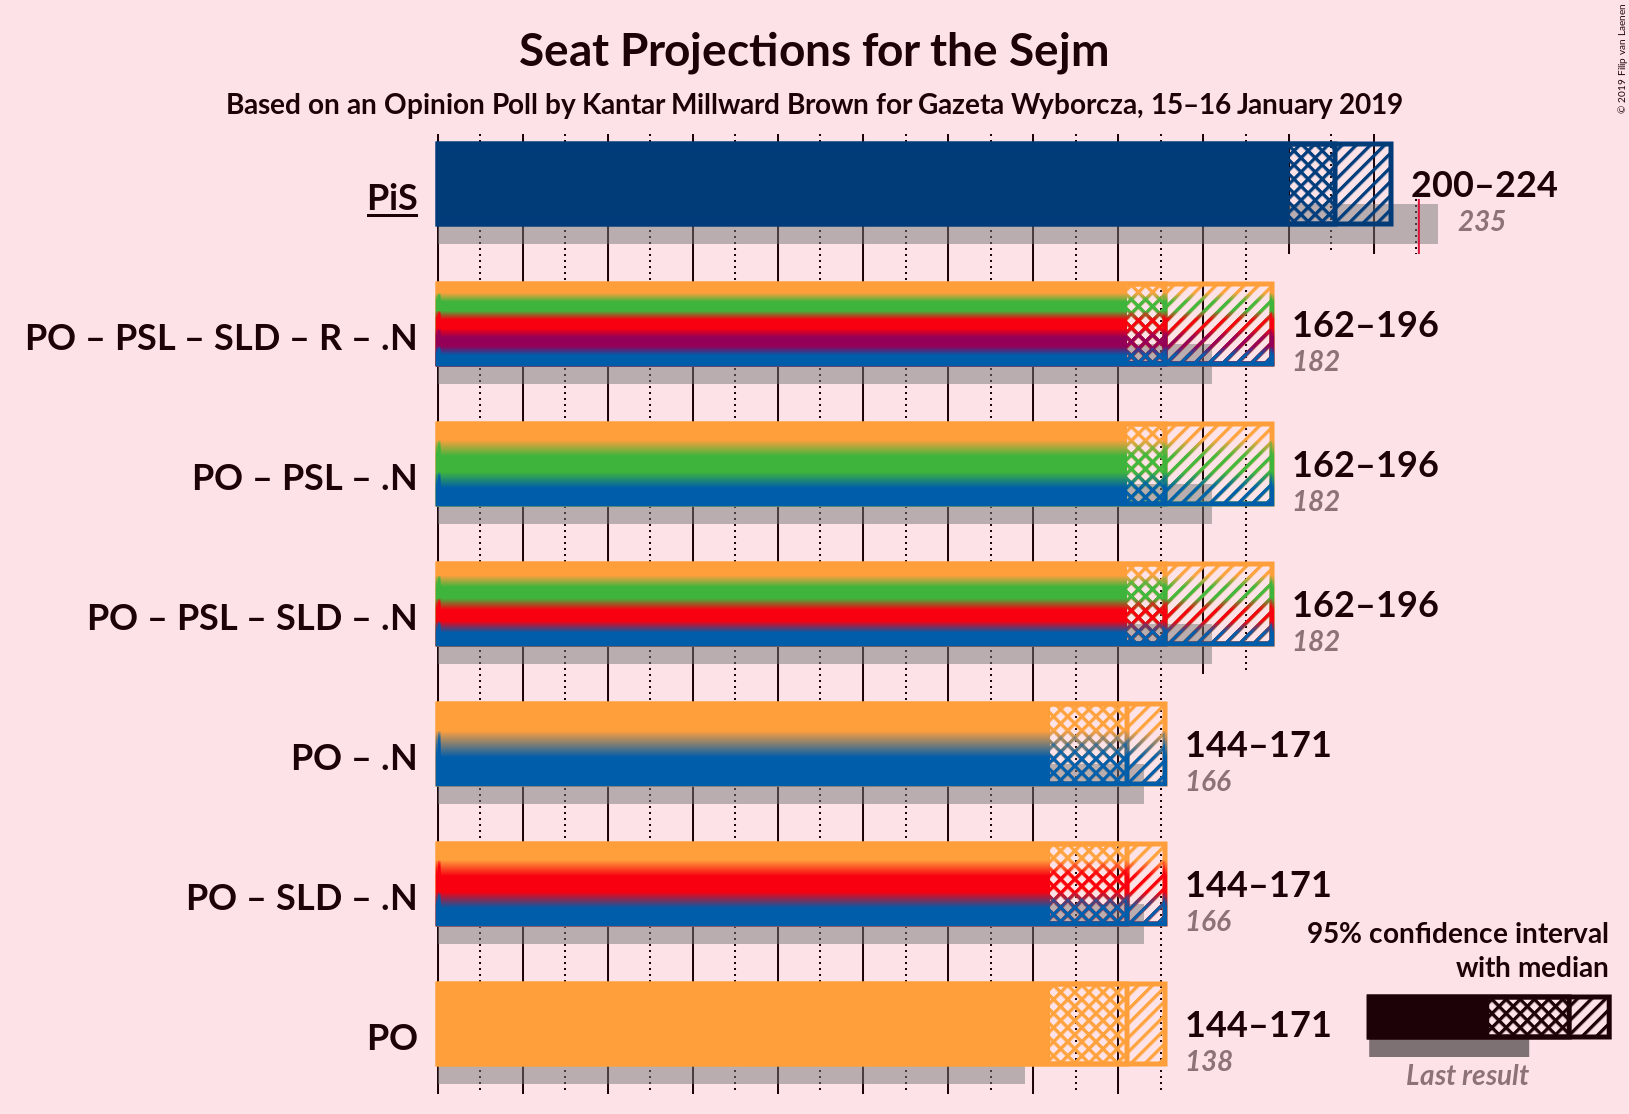 Seat Projections for the Sejm
Based on an Opinion Poll by Kantar Millward Brown for Gazeta Wyborcza, 15–16 January 2019
© 2019 Filip van Laenen
PiS
200–224
235
PO – PSL – SLD – R – .N
162–196
182
PO – PSL – .N
162–196
182
PO – PSL – SLD – .N
162–196
182
PO – .N
144–171
166
PO – SLD – .N
144–171
166
PO
144–171
138
95% confidence interval
with median
Last result